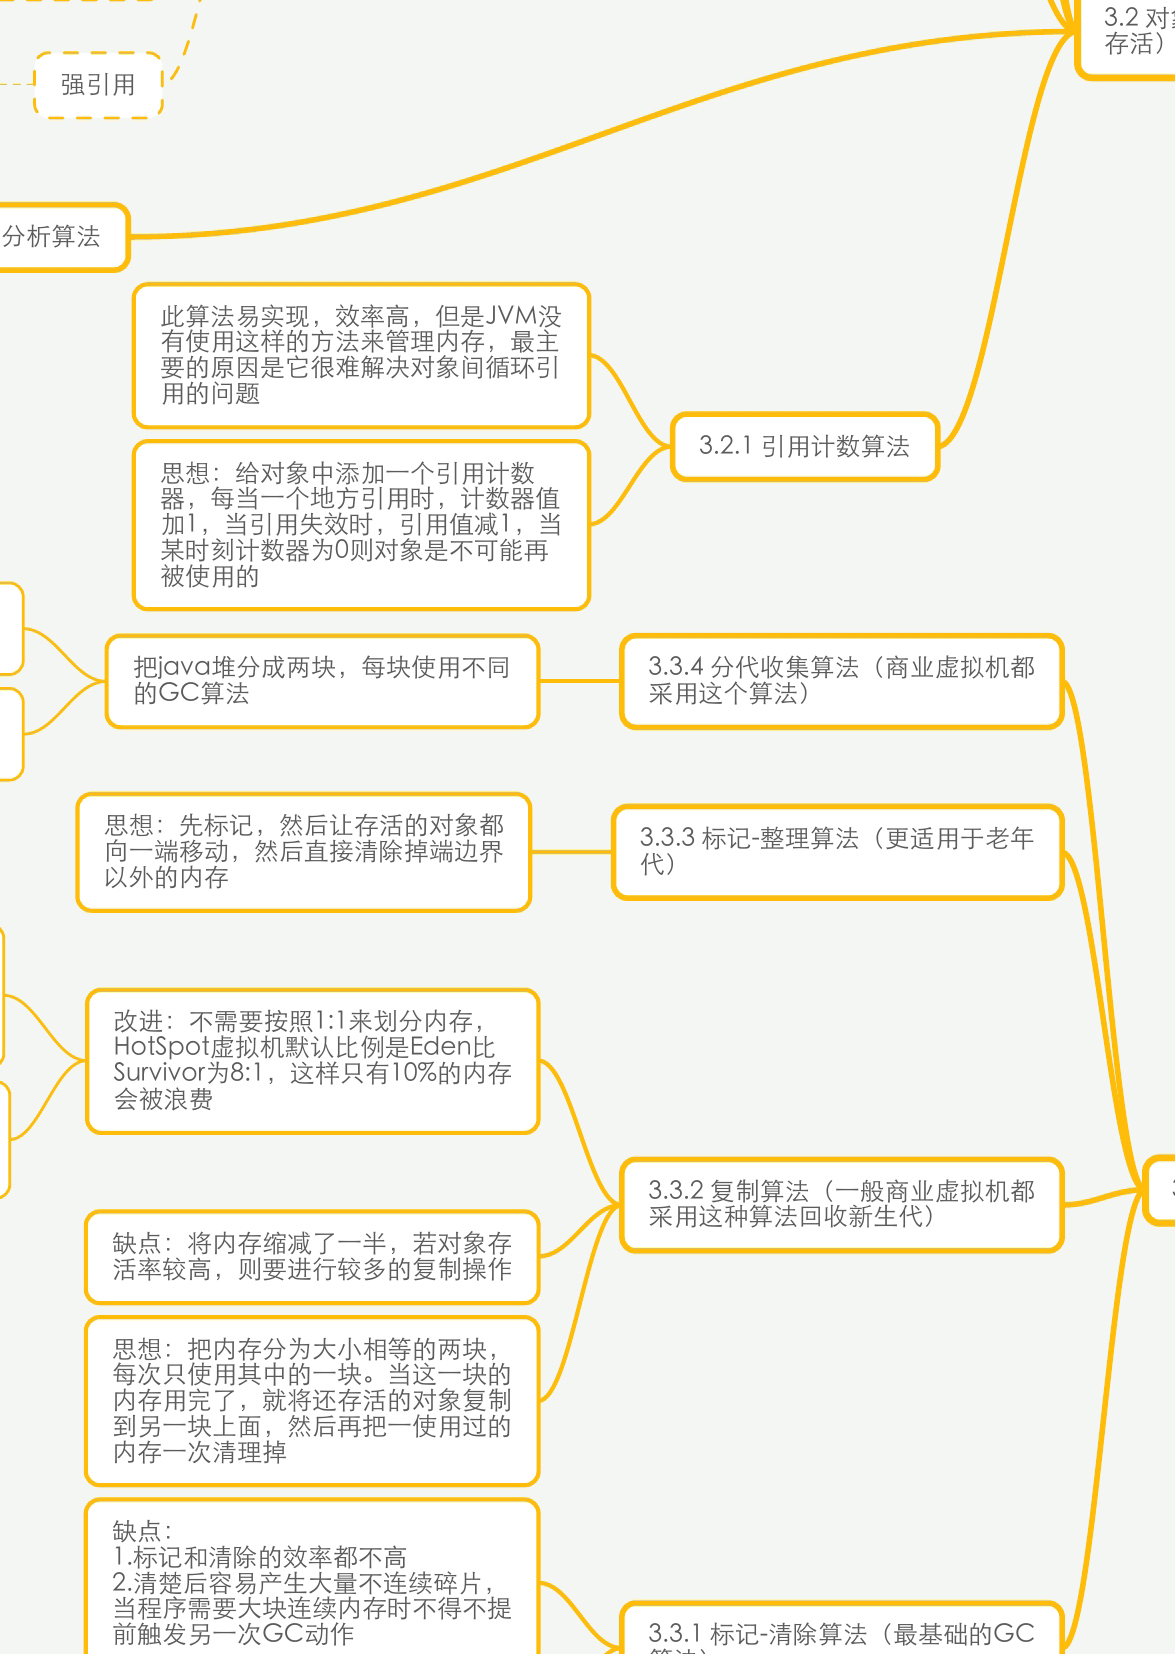 3.2 对
存活）
强引用
分析算法
此算法易实现，效率高，但是JVM没
有使用这样的方法来管理内存，最主
要的原因是它很难解决对象间循环引
用的问题
3.2.1 引用计数算法
思想：给对象中添加一个引用计数
器，每当一个地方引用时，计数器值
加1，当引用失效时，引用值减1，当
某时刻计数器为0则对象是不可能再
被使用的
把java堆分成两块，每块使用不同
的GC算法
3.3.4 分代收集算法（商业虚拟机都
采用这个算法）
思想：先标记，然后让存活的对象都
向一端移动，然后直接清除掉端边界
以外的内存
3.3.3 标记-整理算法（更适用于老年
代）
改进：不需要按照1:1来划分内存，
HotSpot虚拟机默认比例是Eden比
Survivor为8:1，这样只有10%的内存
会被浪费
3.3.2 复制算法（一般商业虚拟机都
采用这种算法回收新生代）
缺点：将内存缩减了一半，若对象存
活率较高，则要进行较多的复制操作
思想：把内存分为大小相等的两块，
每次只使用其中的一块。当这一块的
内存用完了，就将还存活的对象复制
到另一块上面，然后再把一使用过的
内存一次清理掉
缺点：
1.标记和清除的效率都不高
2.清楚后容易产生大量不连续碎片，
当程序需要大块连续内存时不得不提
前触发另一次GC动作
3.3.1 标记-清除算法（最基础的GC